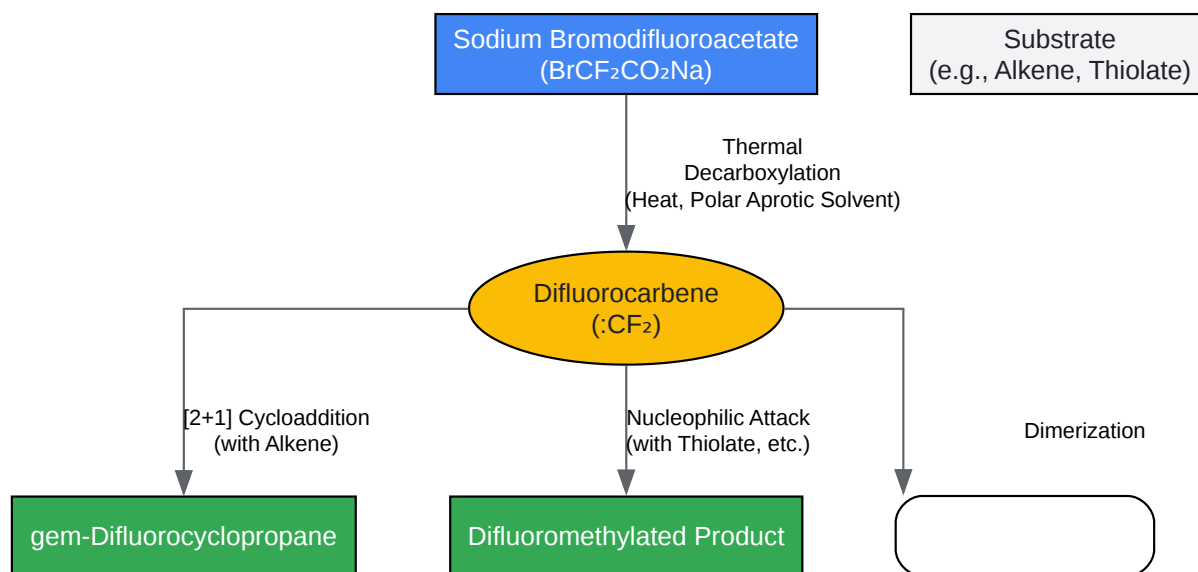 Sodium Bromodifluoroacetate
(BrCF₂CO₂Na)
Substrate
(e.g., Alkene, Thiolate)
Thermal
Decarboxylation
(Heat, Polar Aprotic Solvent)
Difluorocarbene
(:CF₂)
[2+1] Cycloaddition
(with Alkene)
Nucleophilic Attack
(with Thiolate, etc.)
Dimerization
gem-Difluorocyclopropane
Difluoromethylated Product